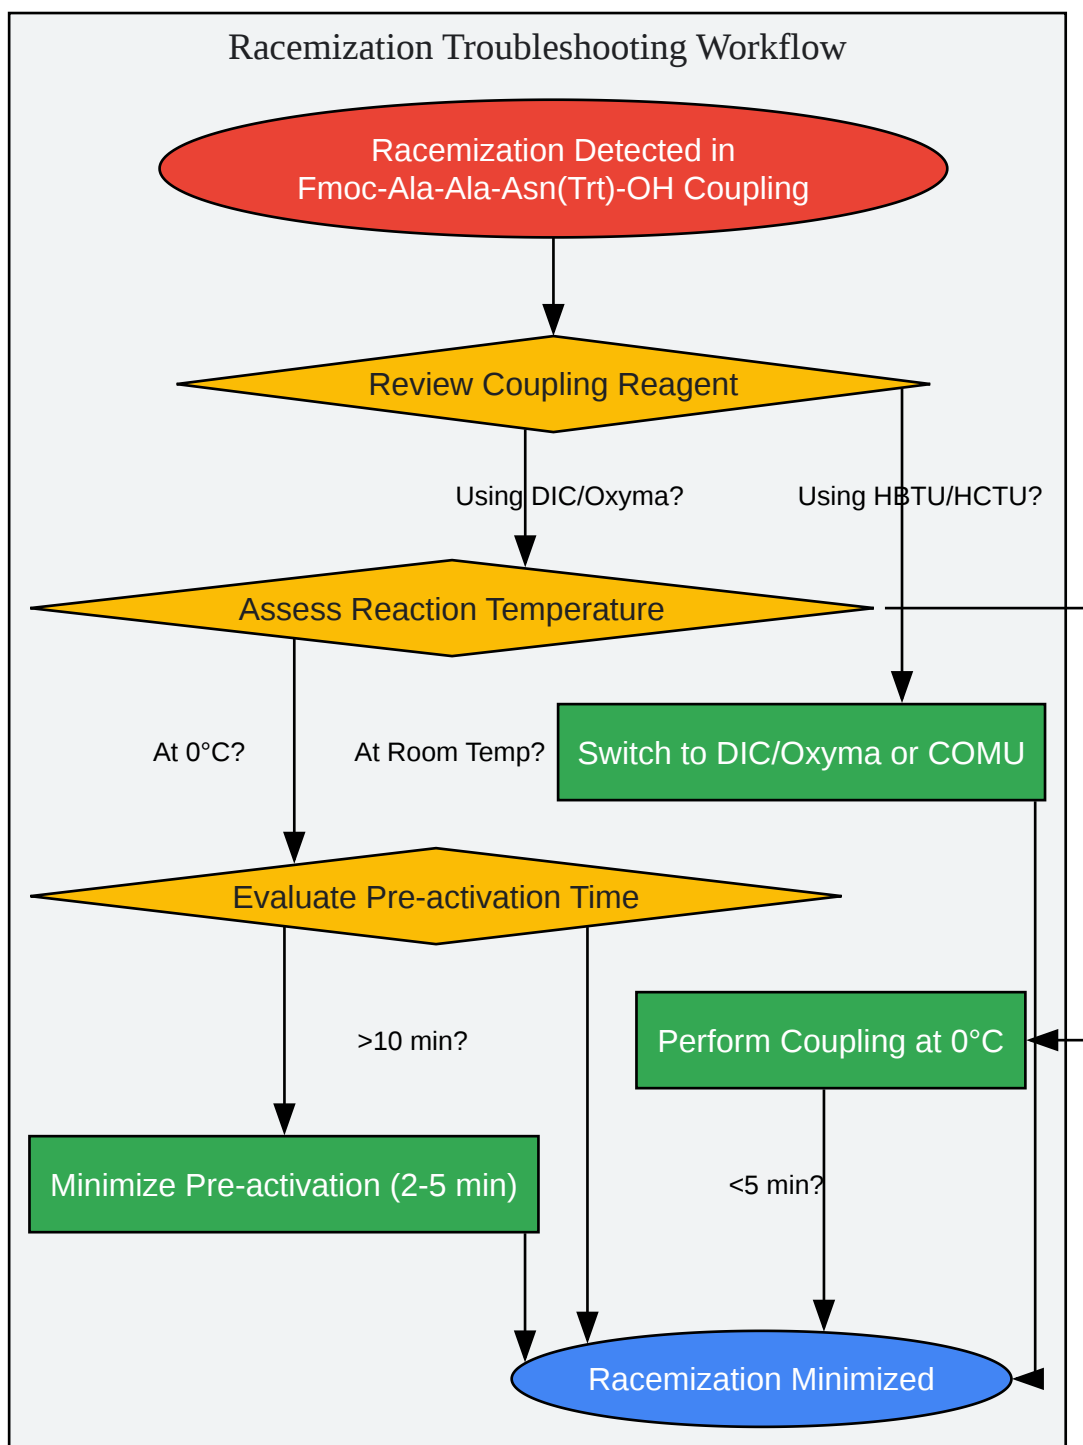 Racemization Troubleshooting Workflow
Racemization Detected in
Fmoc-Ala-Ala-Asn(Trt)-OH Coupling
Review Coupling Reagent
Using DIC/Oxyma?
Using HBTU/HCTU?
Assess Reaction Temperature
At 0°C?
At Room Temp?
Switch to DIC/Oxyma or COMU
Evaluate Pre-activation Time
>10 min?
Perform Coupling at 0°C
Minimize Pre-activation (2-5 min)
<5 min?
Racemization Minimized